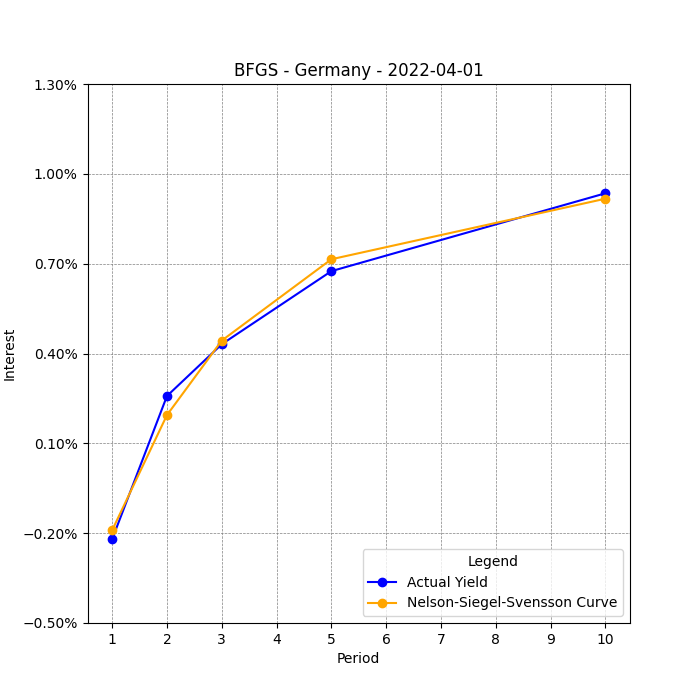 BFGS - Germany - 2022-04-01
1.30%
1.00%
0.70%
0.40%
0.10%
−0.20%
−0.50%
Interest
1 2 3 4 5 6 7 8 9 10
Period
Legend
Actual Yield
Nelson-Siegel-Svensson Curve